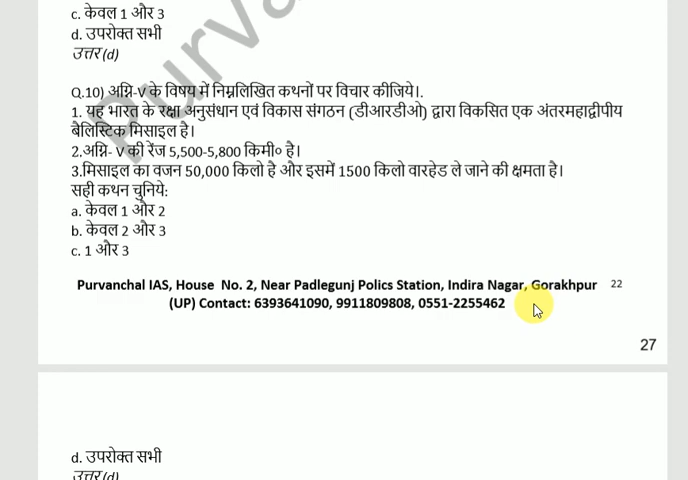 c. केवल 1 और 3
d. उपरोक्त सभी
उत्तर (d)
Q.10) अग्नि-V के विषय में निम्नलिखित कथनों पर विचार कीजिये।.
1. यह भारत के रक्षा अनुसंधान एवं विकास संगठन (डीआरडीओ) द्वारा विकसित एक अंतरमहाद्वीपीय
बेलिस्टिक मिसाइल है।
2.अग्नि- V की रेंज 5,500-5,800 किमी० है।
3.मिसाइल का वजन 50,000 किलो है और इसमें 1500 किलो वारहेड ले जाने की क्षमता है।
सही कथन चुनिये:
a. केवल 1 और 2
b. केवल 2 और 3
c. 1 और 3
Purvanchal IAS, House No. 2, Near Padlegunj Polics Station, Indira Nagar, Gorakhpur 22
(UP) Contact: 6393641090, 9911809808, 0551-2255462
27
d. उपरोक्त सभी
उत्तर (d)
Purva